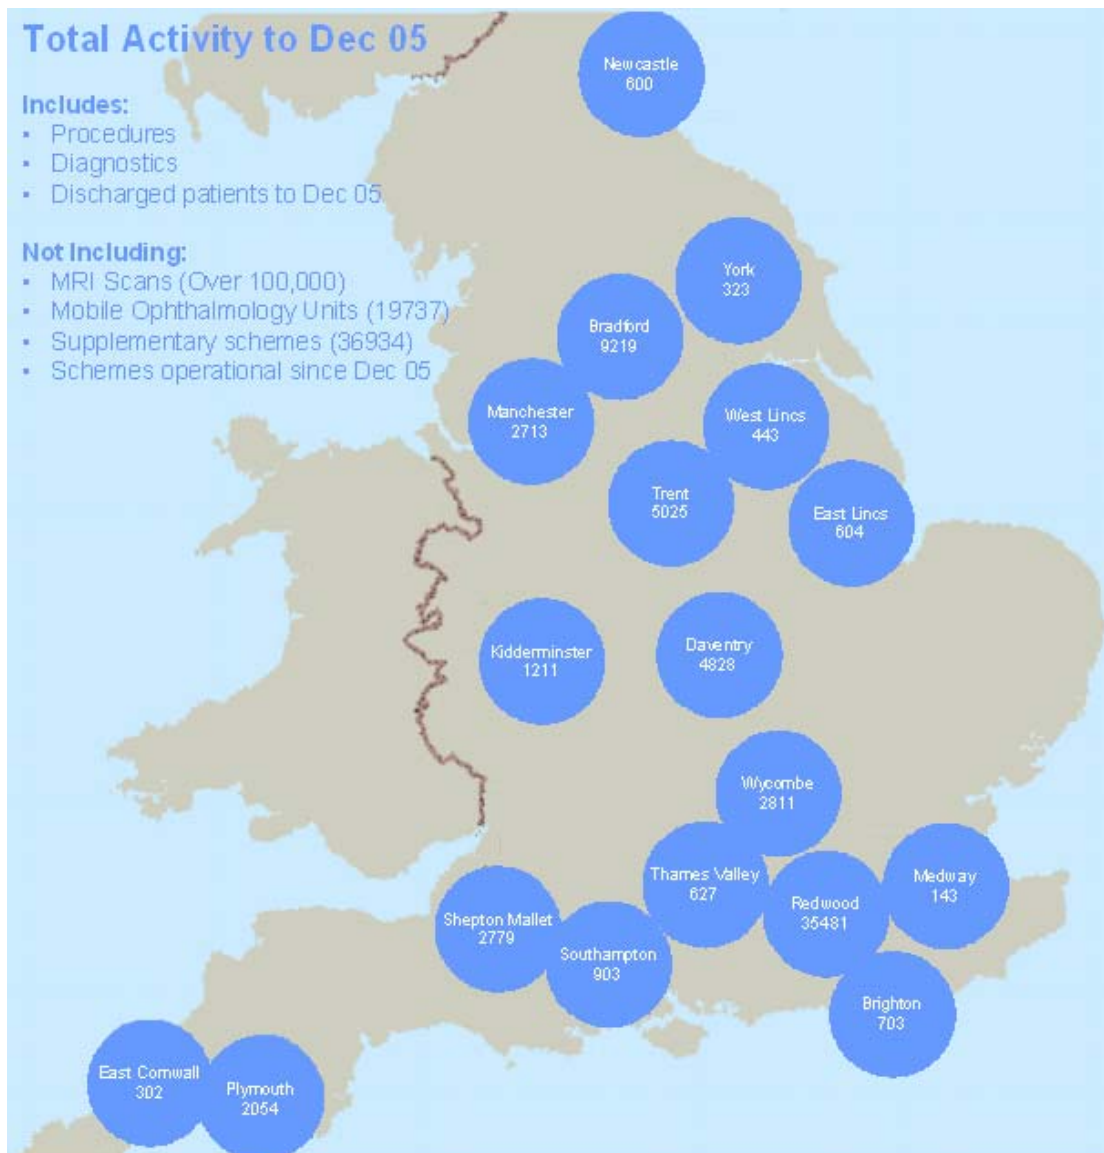 Total Activity to Dec 05
Includes:
▪ Procedures
▪ Diagnostics
▪ Discharged patients to Dec 05
Not Including:
▪ MRI Scans (Over 100,000)
▪ Mobile Ophthalmology Units (19737)
▪ Supplementary schemes (36934)
▪ Schemes operational since Dec 05
Newcastle
600
York
323
Bradford
9219
Manchester
2713
West Lincs
443
Trent
5025
East Lincs
604
Kidderminster
1211
Daventry
4828
Wycombe
2811
Thames Valley
627
Redwood
35481
Medway
143
Shepton Mallet
2779
Southampton
903
Brighton
703
East Cornwall
302
Plymouth
2054